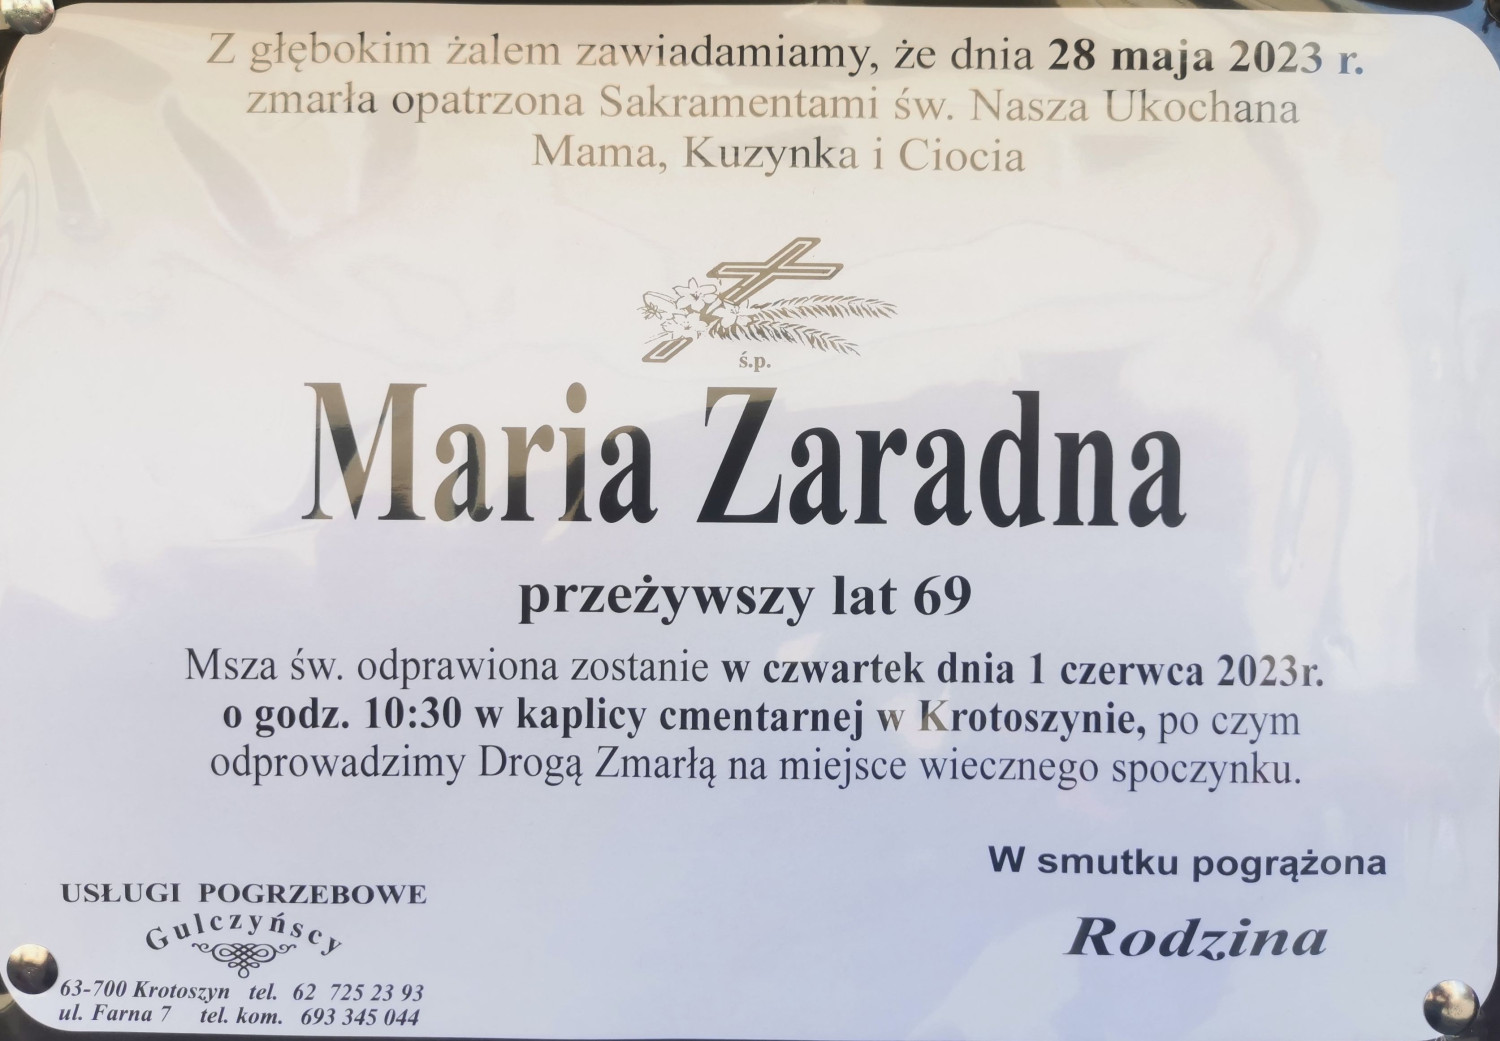 Z głębokim żalem zawiadamiamy, że dnia 28 maja 2023 r.
zmarła opatrzona Sakramentami św. Nasza Ukochana
Mama, Kuzynka i Ciocia
ś.p.
Maria Zaradna
przeżywszy lat 69
Msza św. odprawiona zostanie w czwartek dnia 1 czerwca 2023r.
o godz. 10:30 w kaplicy cmentarnej w Krotoszynie, po czym
odprowadzimy Drogą Zmarłą na miejsce wiecznego spoczynku.
W smutku pogrążona
Rodzina
USŁUGI POGRZEBOWE
Gulczyńscy
63-700 Krotoszyn tel. 62 725 23 93
ul. Farna 7 tel. kom. 693 345 044